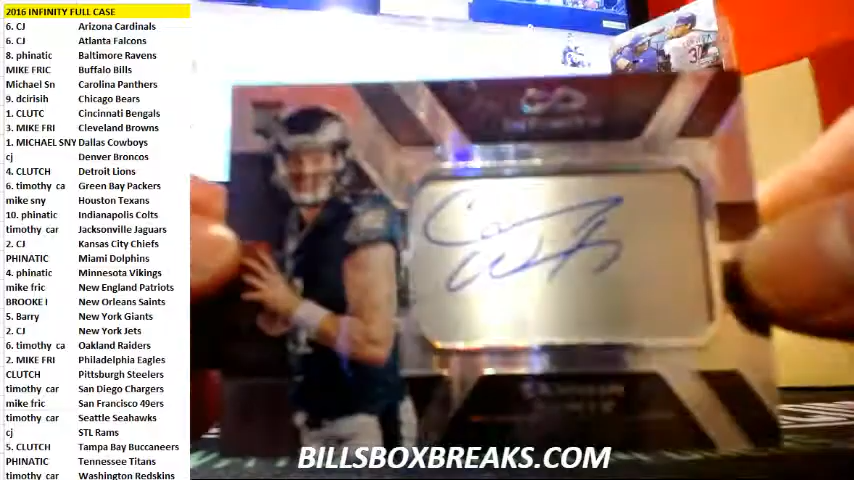 2016 INFINITY FULL CASE
6. CJ Arizona Cardinals
6. CJ Atlanta Falcons
8. phinatic Baltimore Ravens
MIKE FRIC Buffalo Bills
Michael Sn Carolina Panthers
9. dcirisih Chicago Bears
1. CLUTC Cincinnati Bengals
3. MIKE FRI Cleveland Browns
1. MICHAEL SNY Dallas Cowboys
cj Denver Broncos
4. CLUTCH Detroit Lions
6. timothy ca Green Bay Packers
mike sny Houston Texans
10. phinatic Indianapolis Colts
timothy car Jacksonville Jaguars
2. CJ Kansas City Chiefs
PHINATIC Miami Dolphins
4. phinatic Minnesota Vikings
mike fric New England Patriots
BROOKE I New Orleans Saints
5. Barry New York Giants
2. CJ New York Jets
6. timothy ca Oakland Raiders
2. MIKE FRI Philadelphia Eagles
CLUTCH Pittsburgh Steelers
timothy car San Diego Chargers
mike fric San Francisco 49ers
timothy car Seattle Seahawks
cj STL Rams
5. CLUTCH Tampa Bay Buccaneers
PHINATIC Tennessee Titans
timothy car Washington Redskins
INFINITY
BILLSBOXBREAKS.COM